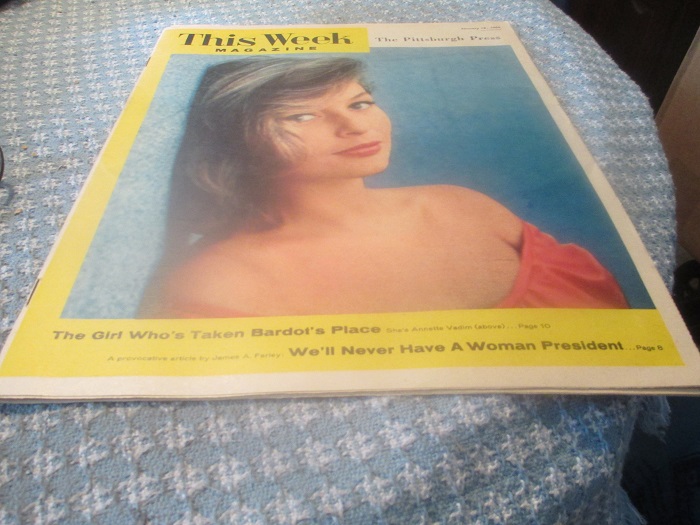 This Week
MAGAZINE
The Pittsburgh Press
The Girl Who's Taken Bardot's Place She's Annette Vadim (above)...Page 10
A provocative article by James A. Farley: We'll Never Have A Woman President...Page 8